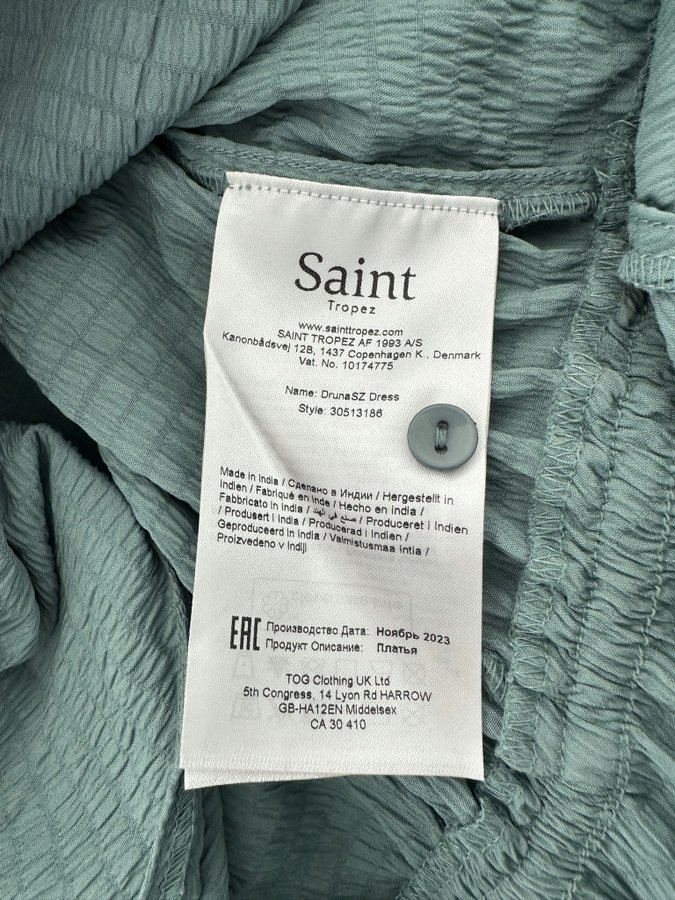 Saint
Tropez
www.sainttropez.com
SAINT TROPEZ AF 1993 A/S
Kanonbådsvej 12B, 1437 Copenhagen K., Denmark
Vat. No. 10174775
Name: DrunaSZ Dress
Style: 30513186
Made in India / Сделано в Индии / Hergestellt in
Indien / Fabriqué en Inde / Hecho en India /
Fabbricato in India / صنع في الهند / Produceret i Indien
/ Produsert i India / Producerad i Indien /
Geproduceerd in India / Valmistusmaa Intia /
Proizvedeno v Indiji
EAC Производство Дата: Ноябрь 2023
Продукт Описание: Платья
TOG Clothing UK Ltd
5th Congress, 14 Lyon Rd HARROW
GB-HA12EN Middelsex
CA 30 410